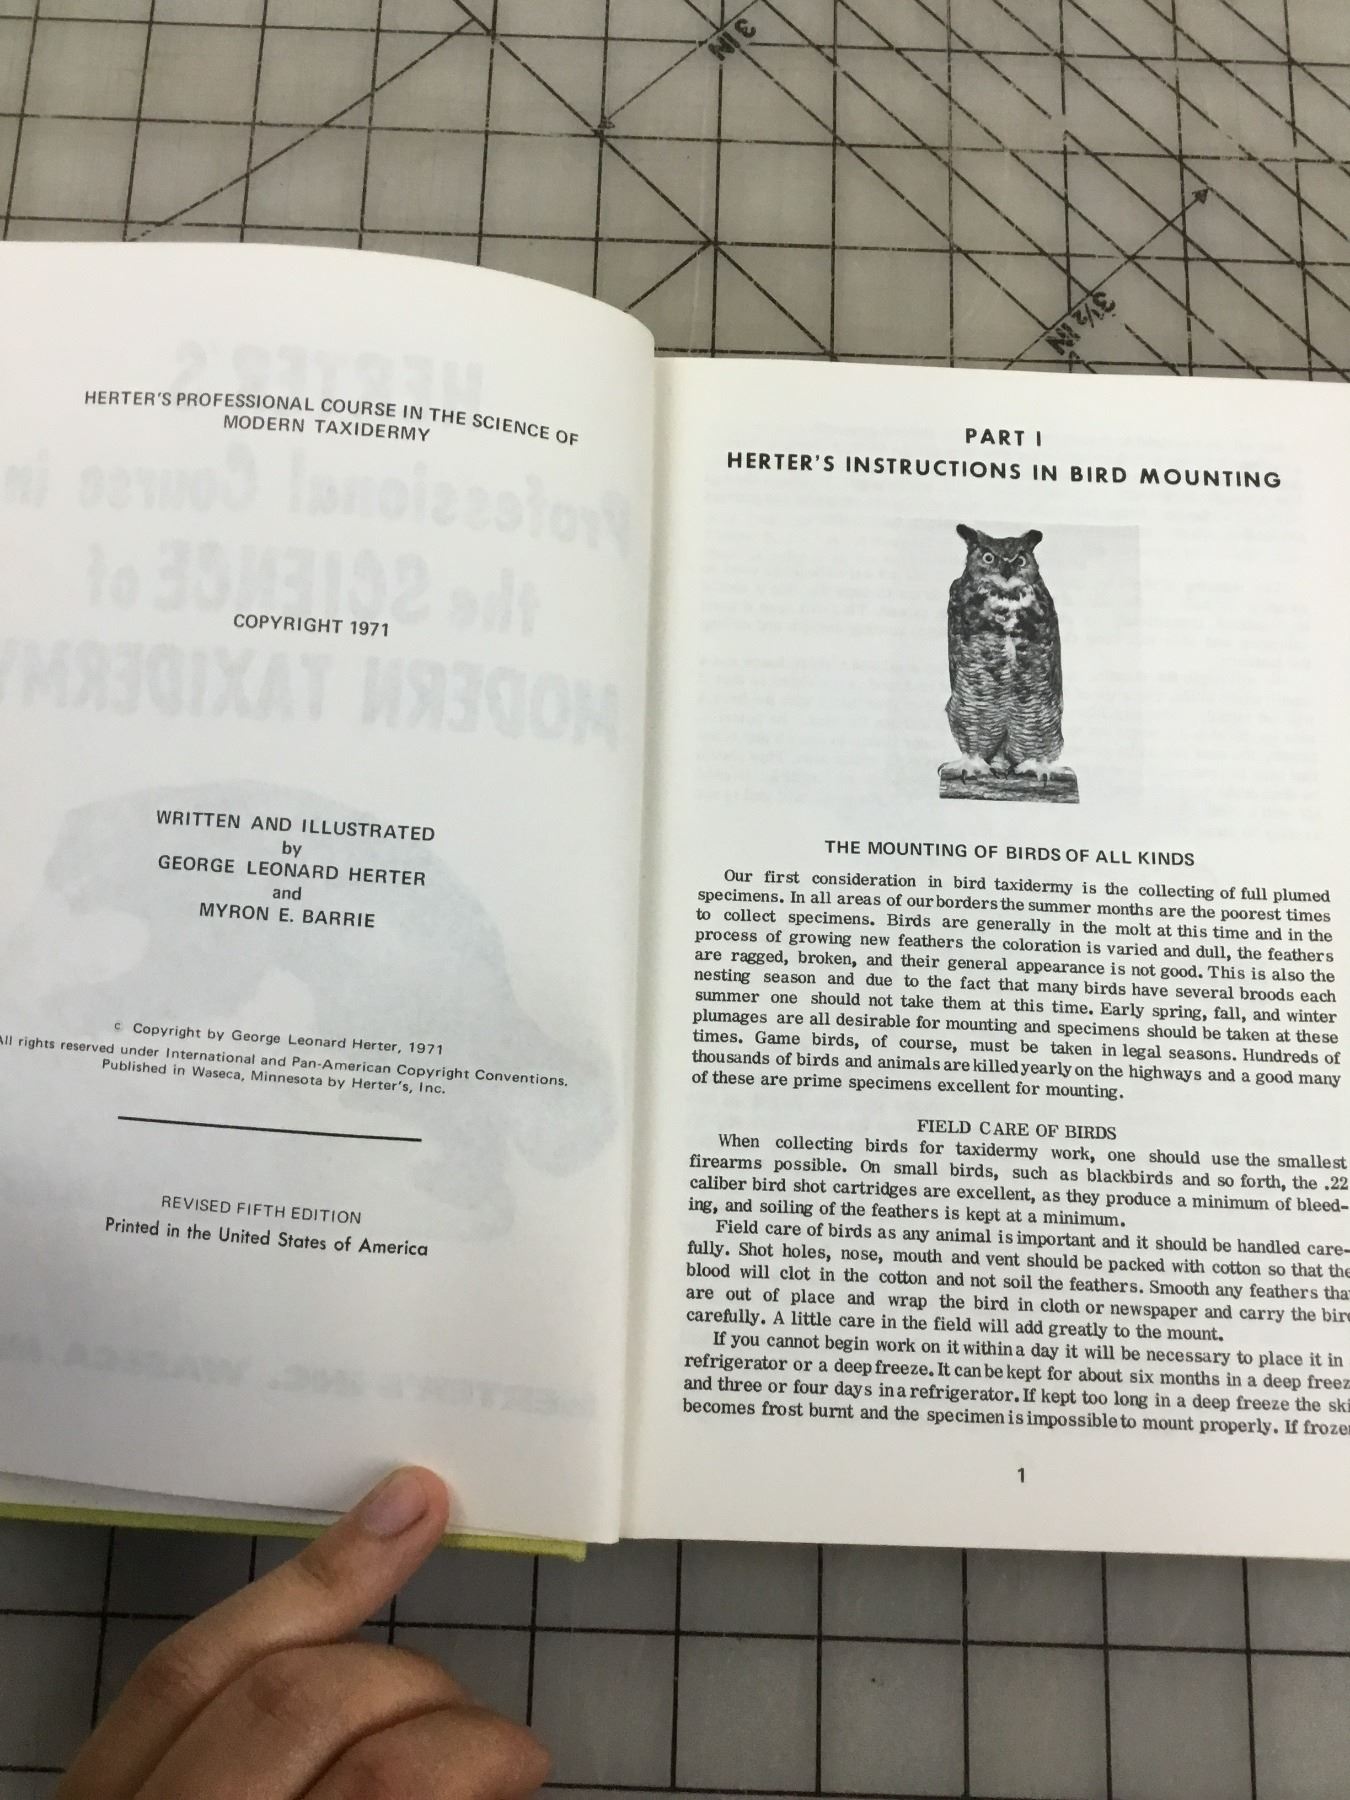 3 IN
3½ IN
HERTER'S PROFESSIONAL COURSE IN THE SCIENCE OF
MODERN TAXIDERMY
COPYRIGHT 1971
WRITTEN AND ILLUSTRATED
by
GEORGE LEONARD HERTER
and
MYRON E. BARRIE
c Copyright by George Leonard Herter, 1971
All rights reserved under International and Pan-American Copyright Conventions.
Published in Waseca, Minnesota by Herter's, Inc.
REVISED FIFTH EDITION
Printed in the United States of America
PART I
HERTER'S INSTRUCTIONS IN BIRD MOUNTING
THE MOUNTING OF BIRDS OF ALL KINDS
Our first consideration in bird taxidermy is the collecting of full plumed
specimens. In all areas of our borders the summer months are the poorest times
to collect specimens. Birds are generally in the molt at this time and in the
process of growing new feathers the coloration is varied and dull, the feathers
are ragged, broken, and their general appearance is not good. This is also the
nesting season and due to the fact that many birds have several broods each
summer one should not take them at this time. Early spring, fall, and winter
plumages are all desirable for mounting and specimens should be taken at these
times. Game birds, of course, must be taken in legal seasons. Hundreds of
thousands of birds and animals are killed yearly on the highways and a good many
of these are prime specimens excellent for mounting.
FIELD CARE OF BIRDS
When collecting birds for taxidermy work, one should use the smallest
firearms possible. On small birds, such as blackbirds and so forth, the .22
caliber bird shot cartridges are excellent, as they produce a minimum of bleed-
ing, and soiling of the feathers is kept at a minimum.
Field care of birds as any animal is important and it should be handled care-
fully. Shot holes, nose, mouth and vent should be packed with cotton so that the
blood will clot in the cotton and not soil the feathers. Smooth any feathers tha
are out of place and wrap the bird in cloth or newspaper and carry the bir
carefully. A little care in the field will add greatly to the mount.
If you cannot begin work on it within a day it will be necessary to place it in
refrigerator or a deep freeze. It can be kept for about six months in a deep freez
and three or four days in a refrigerator. If kept too long in a deep freeze the ski
becomes frost burnt and the specimen is impossible to mount properly. If froze
1